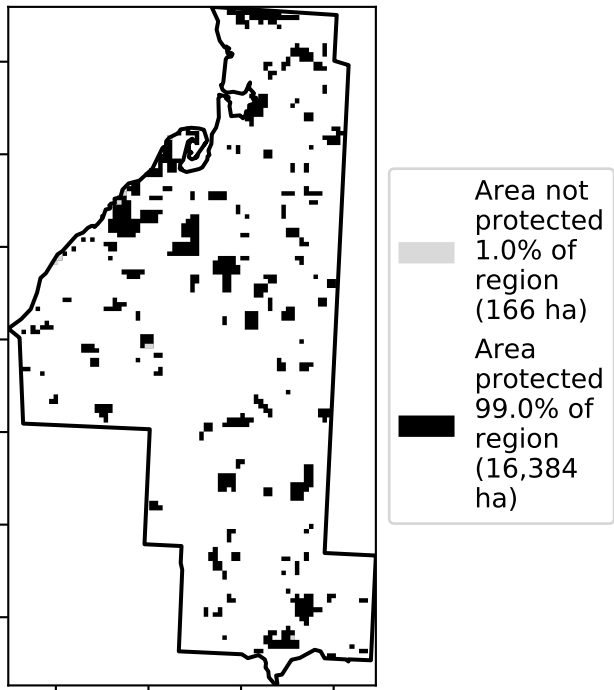 Area not
protected
1.0% of
region
(166 ha)
Area
protected
99.0% of
region
(16,384
ha)